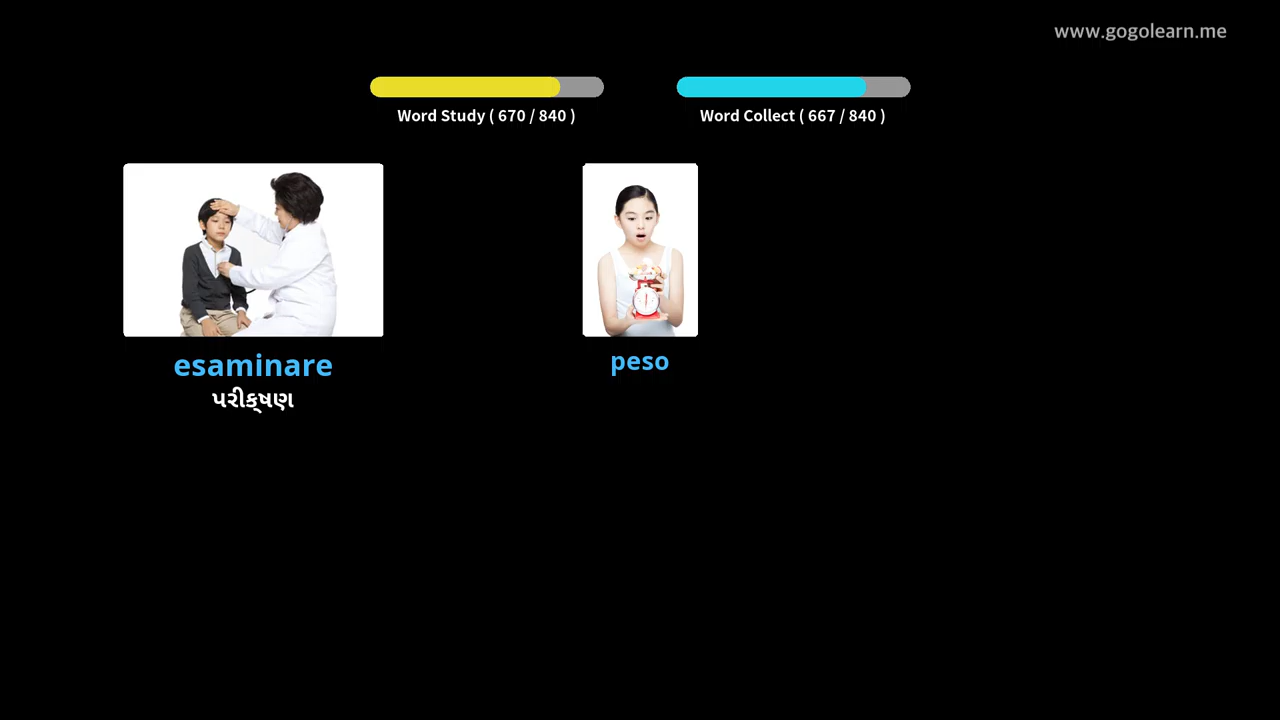 www.gogolearn.me
Word Study ( 670 / 840 )
Word Collect ( 667 / 840 )
esaminare
પરીક્ષણ
peso